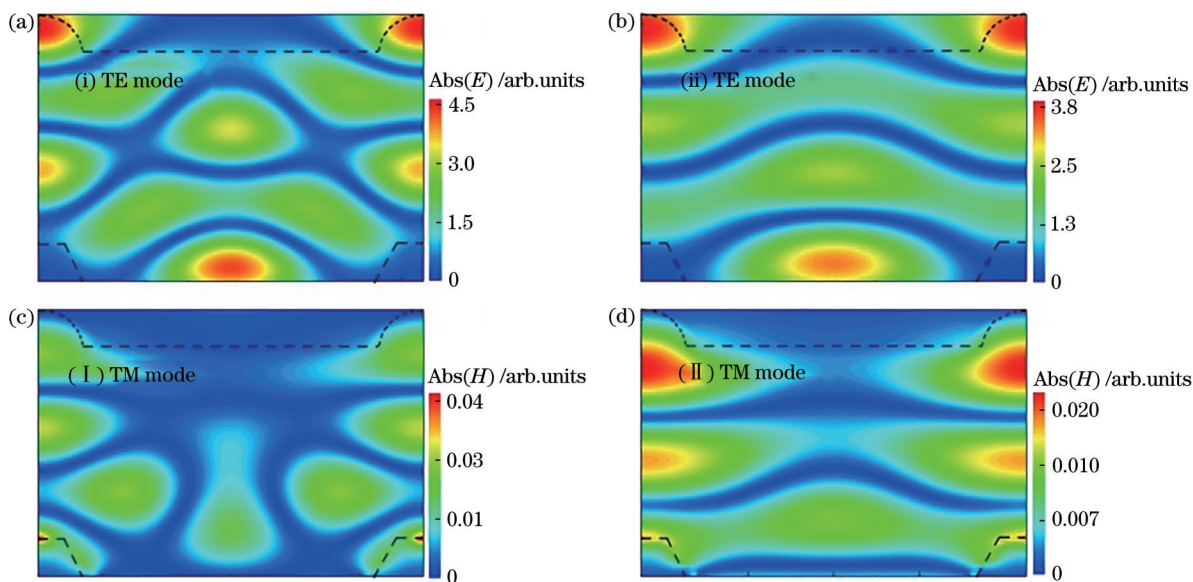 (a)
(i) TE mode
Abs(E) /arb.units
4.5
3.0
1.5
0
(b)
(ii) TE mode
Abs(E) /arb.units
3.8
2.5
1.3
0
(c)
(Ⅰ) TM mode
Abs(H) /arb.units
0.04
0.03
0.01
0
(d)
(Ⅱ) TM mode
Abs(H) /arb.units
0.020
0.010
0.007
0